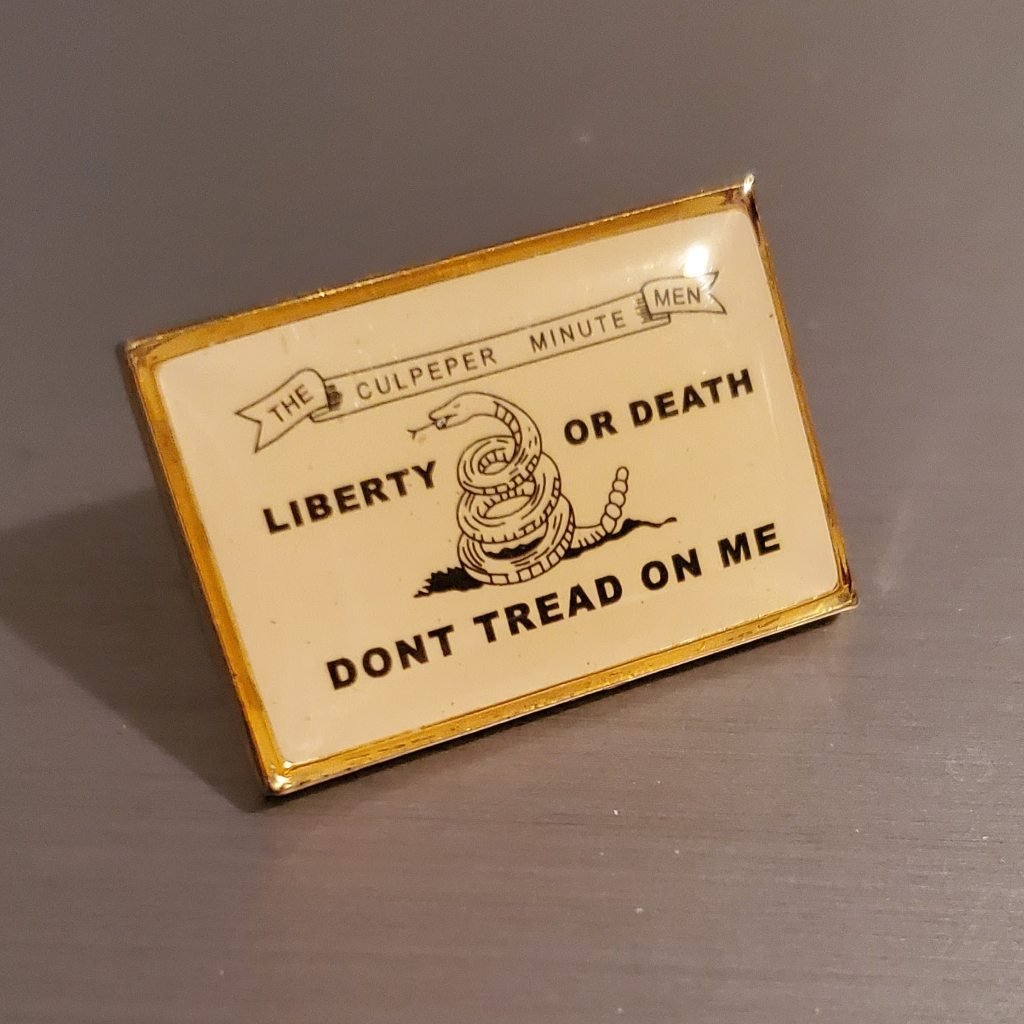 THE CULPEPER MINUTE MEN
LIBERTY OR DEATH
DONT TREAD ON ME